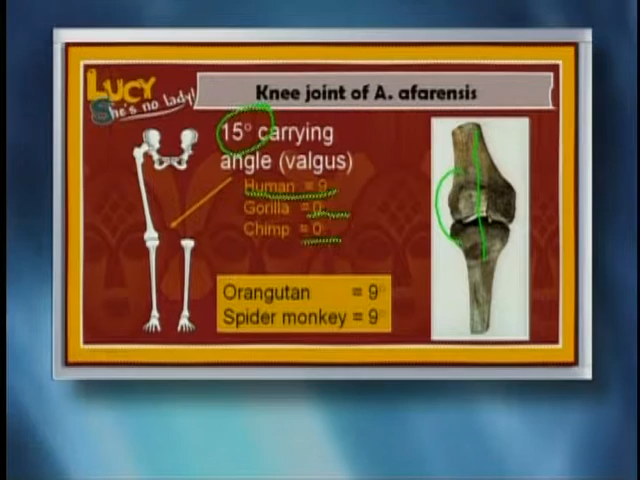 LUCY
She's no lady!
Knee joint of A. afarensis
15° carrying
angle (valgus)
Human = 9
Gorilla = 0
Chimp = 0
Orangutan = 9°
Spider monkey = 9°